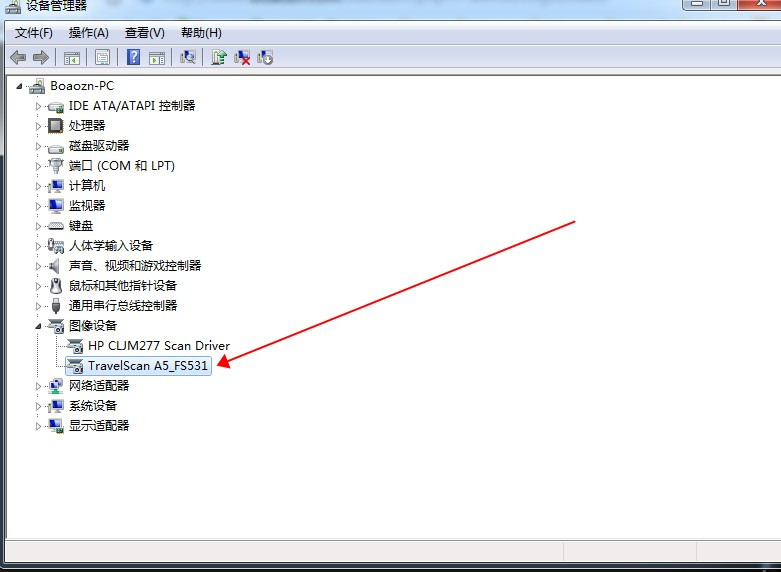 设备管理器
文件(F) 操作(A) 查看(V) 帮助(H)
Boaozn-PC
IDE ATA/ATAPI 控制器
处理器
磁盘驱动器
端口 (COM 和 LPT)
计算机
监视器
键盘
人体学输入设备
声音、视频和游戏控制器
鼠标和其他指针设备
通用串行总线控制器
图像设备
HP CLJM277 Scan Driver
TravelScan A5_FS531
网络适配器
系统设备
显示适配器